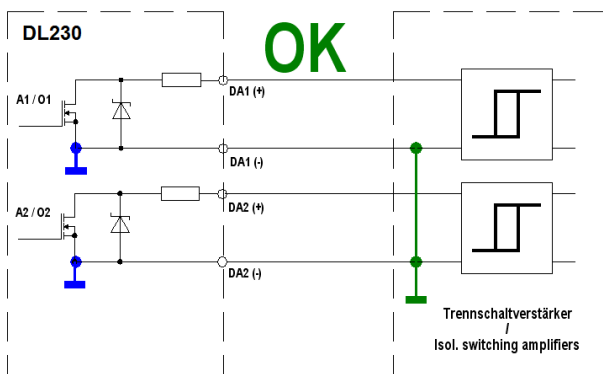 DL230
OK
A1 / O1
DA1 (+)
DA1 (-)
A2 / O2
DA2 (+)
DA2 (-)
Trennschaltverstärker
/
Isol. switching amplifiers